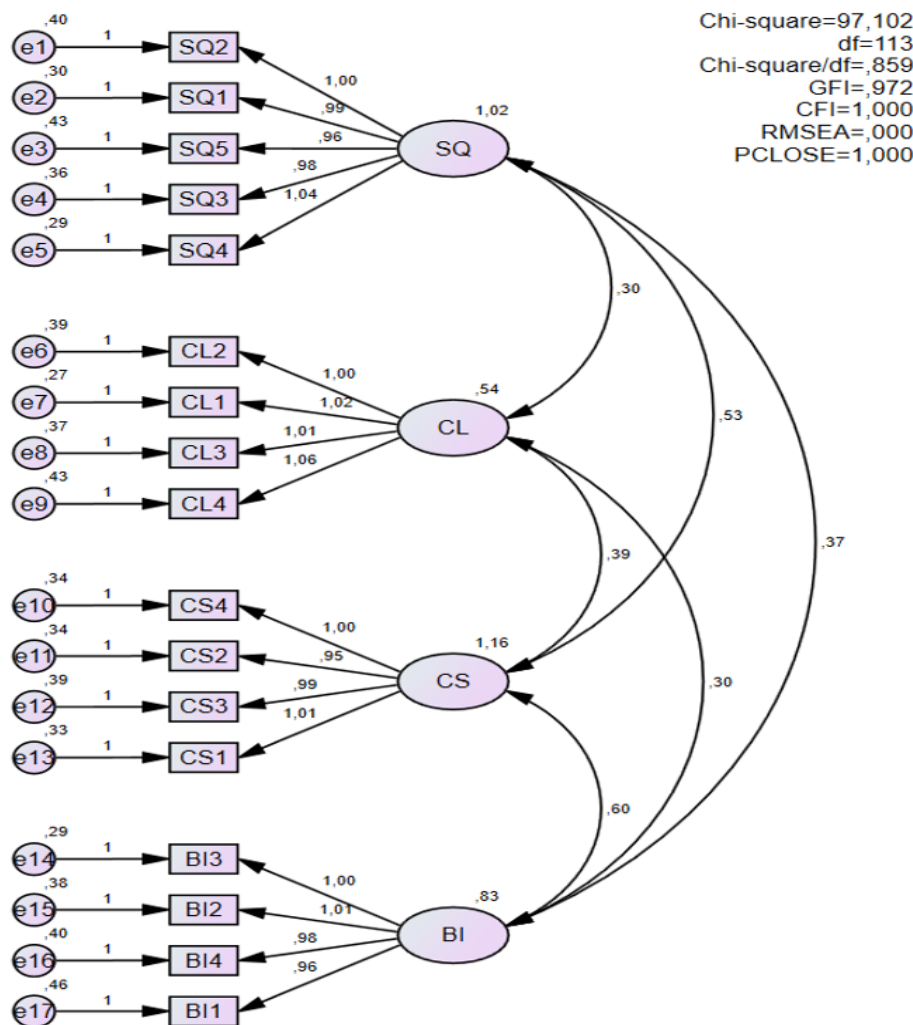 Chi-square=97,102
df=113
Chi-square/df=,859
GFI=,972
CFI=1,000
RMSEA=,000
PCLOSE=1,000
,40
e1 1 SQ2
,30
e2 1 SQ1
,43
e3 1 SQ5
,36
e4 1 SQ3
,29
e5 1 SQ4
1,00
,99
,96
,98
1,04
1,02
SQ
,30
,39
e6 1 CL2
,27
e7 1 CL1
,37
e8 1 CL3
,43
e9 1 CL4
1,00
1,02
1,01
1,06
,54
CL
,53
,39
,37
,34
e10 1 CS4
,34
e11 1 CS2
,39
e12 1 CS3
,33
e13 1 CS1
1,00
,95
,99
1,01
1,16
CS
,30
,60
,29
e14 1 BI3
,38
e15 1 BI2
,40
e16 1 BI4
,46
e17 1 BI1
1,00
1,01
,98
,96
,83
BI